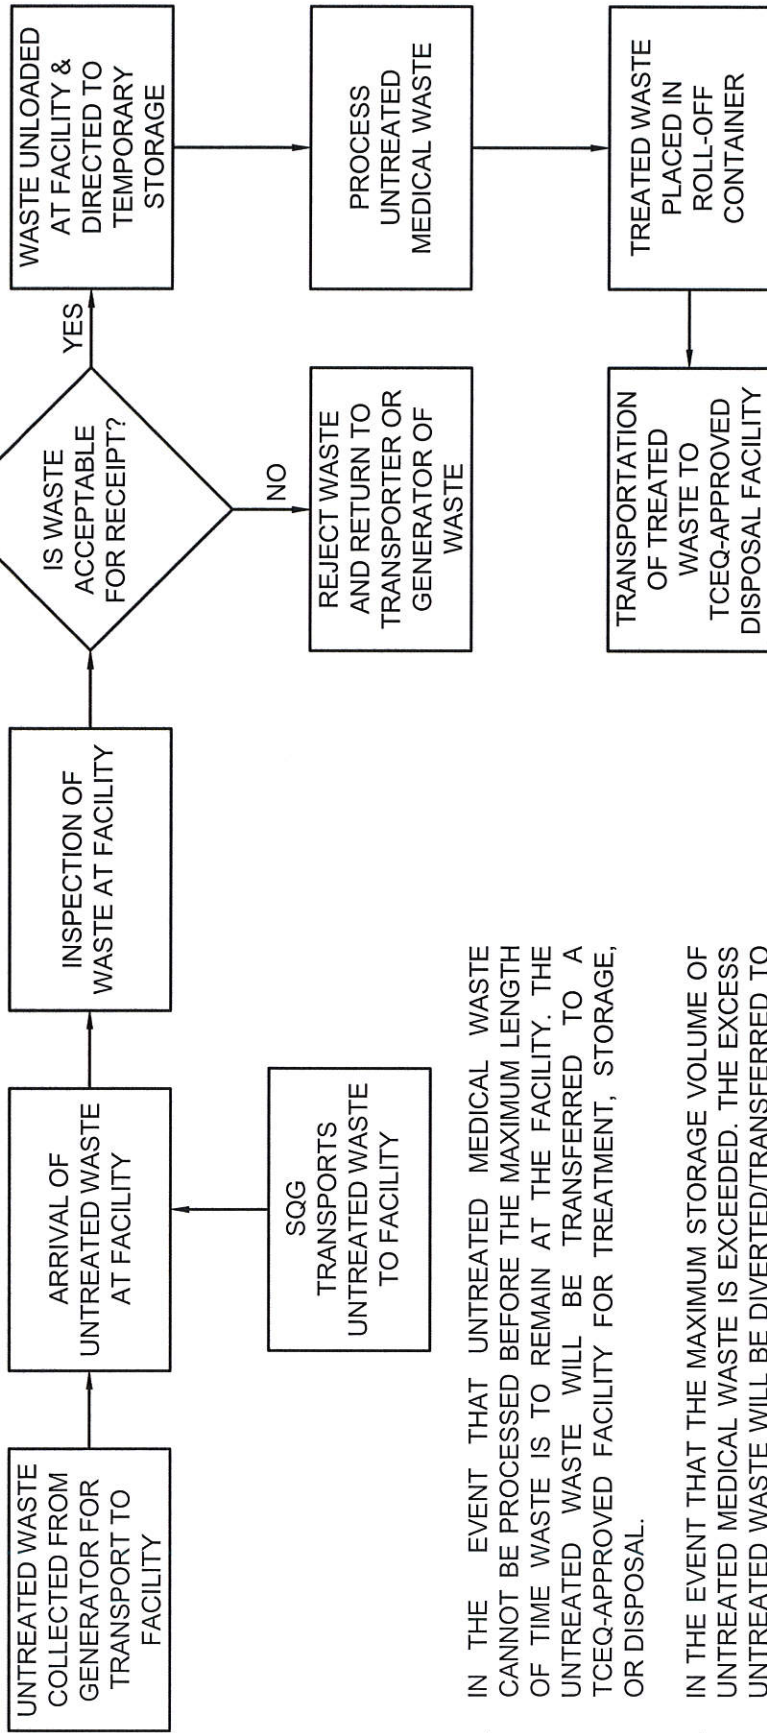 UNTREATED WASTE
COLLECTED FROM
GENERATOR FOR
TRANSPORT TO
FACILITY
ARRIVAL OF
UNTREATED WASTE
AT FACILITY
SQG
TRANSPORTS
UNTREATED WASTE
TO FACILITY
INSPECTION OF
WASTE AT FACILITY
IS WASTE
ACCEPTABLE
FOR RECEIPT?
YES
NO
REJECT WASTE
AND RETURN TO
TRANSPORTER OR
GENERATOR OF
WASTE
WASTE UNLOADED
AT FACILITY &
DIRECTED TO
TEMPORARY
STORAGE
PROCESS
UNTREATED
MEDICAL WASTE
TREATED WASTE
PLACED IN
ROLL-OFF
CONTAINER
TRANSPORTATION
OF TREATED
WASTE TO
TCEQ-APPROVED
DISPOSAL FACILITY
IN THE EVENT THAT UNTREATED MEDICAL WASTE
CANNOT BE PROCESSED BEFORE THE MAXIMUM LENGTH
OF TIME WASTE IS TO REMAIN AT THE FACILITY. THE
UNTREATED WASTE WILL BE TRANSFERRED TO A
TCEQ-APPROVED FACILITY FOR TREATMENT, STORAGE,
OR DISPOSAL.
IN THE EVENT THAT THE MAXIMUM STORAGE VOLUME OF
UNTREATED MEDICAL WASTE IS EXCEEDED. THE EXCESS
UNTREATED WASTE WILL BE DIVERTED/TRANSFERRED TO